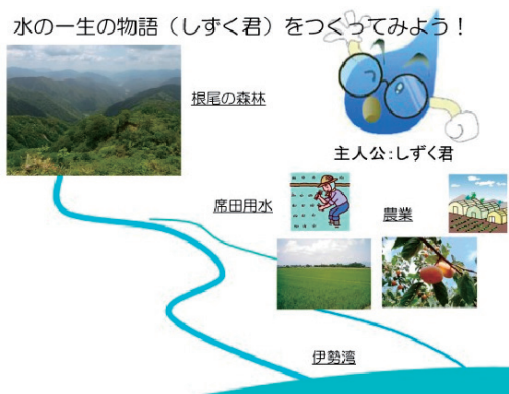 水の一生の物語（しずく君）をつくってみよう！
根尾の森林
主人公：しずく君
席田用水
農業
伊勢湾